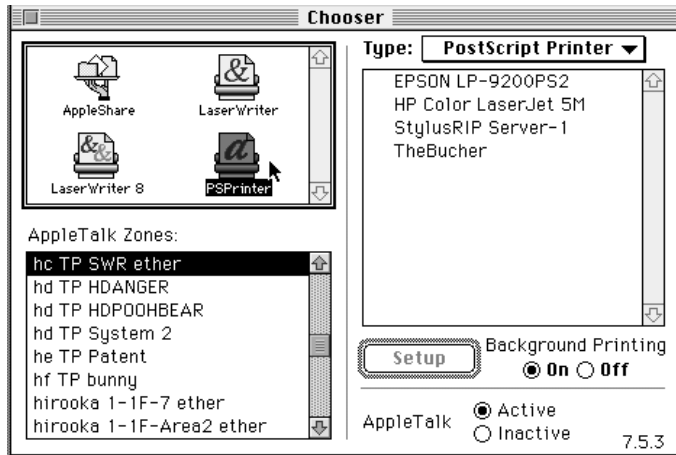 Chooser
AppleShare
LaserWriter
LaserWriter 8
PSPrinter
AppleTalk Zones:
hc TP SWR ether
hd TP HDANGER
hd TP HDPOOHBEAR
hd TP System 2
he TP Patent
hf TP bunny
hirooka 1-1F-7 ether
hirooka 1-1F-Area2 ether
Type: PostScript Printer
EPSON LP-9200PS2
HP Color LaserJet 5M
StylusRIP Server-1
TheBucher
Setup
Background Printing
On Off
AppleTalk
Active
Inactive
7.5.3